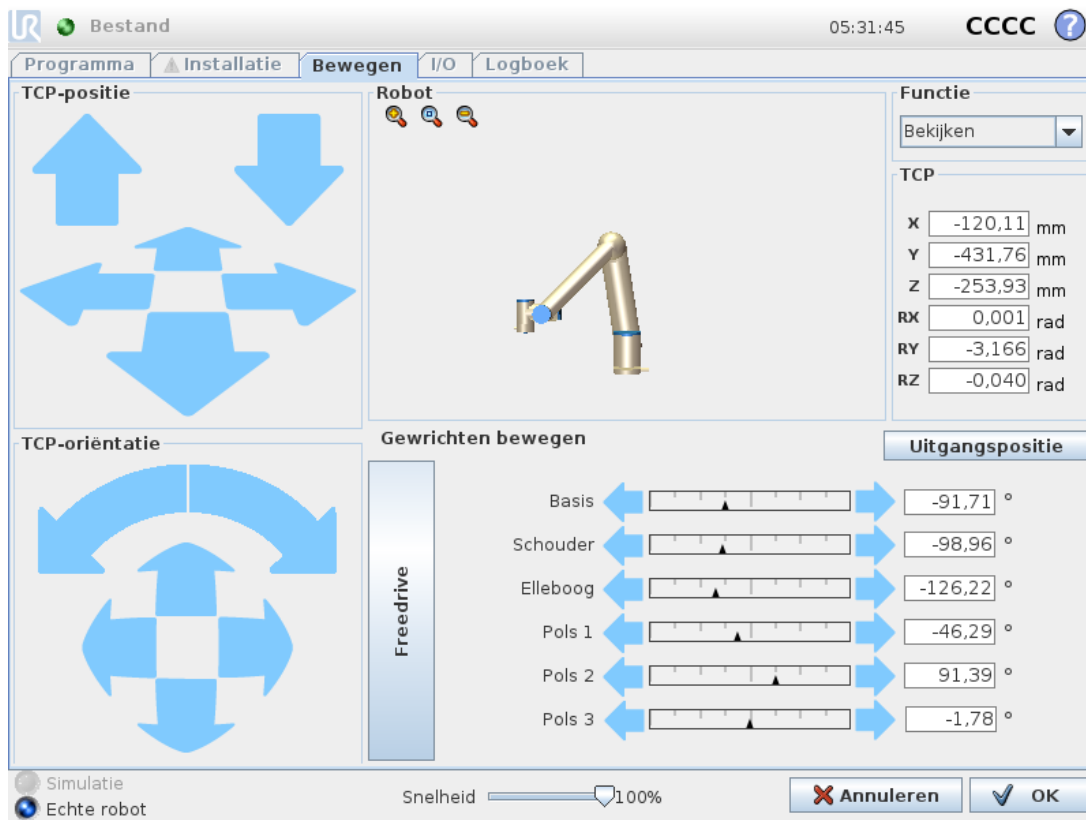 UR Bestand 05:31:45 CCCC ?
Programma Installatie Bewegen I/O Logboek
TCP-positie
Robot
Functie
Bekijken
TCP
X -120,11 mm
Y -431,76 mm
Z -253,93 mm
RX 0,001 rad
RY -3,166 rad
RZ -0,040 rad
TCP-oriëntatie
Gewrichten bewegen
Uitgangspositie
Freedrive
Basis -91,71 °
Schouder -98,96 °
Elleboog -126,22 °
Pols 1 -46,29 °
Pols 2 91,39 °
Pols 3 -1,78 °
Simulatie
Echte robot
Snelheid 100%
Annuleren
OK